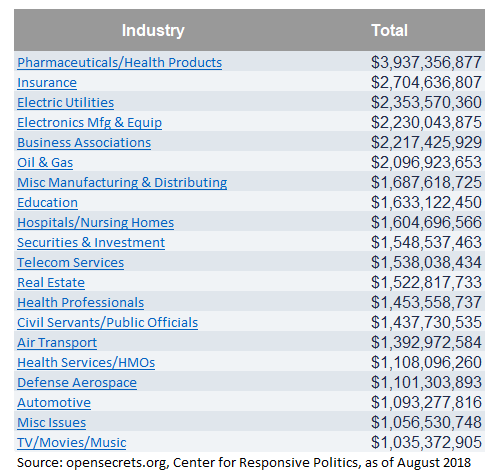 Industry Total
Pharmaceuticals/Health Products $3,937,356,877
Insurance $2,704,636,807
Electric Utilities $2,353,570,360
Electronics Mfg & Equip $2,230,043,875
Business Associations $2,217,425,929
Oil & Gas $2,096,923,653
Misc Manufacturing & Distributing $1,687,618,725
Education $1,633,122,450
Hospitals/Nursing Homes $1,604,696,566
Securities & Investment $1,548,537,463
Telecom Services $1,538,038,434
Real Estate $1,522,817,733
Health Professionals $1,453,558,737
Civil Servants/Public Officials $1,437,730,535
Air Transport $1,392,972,584
Health Services/HMOs $1,108,096,260
Defense Aerospace $1,101,303,893
Automotive $1,093,277,816
Misc Issues $1,056,530,748
TV/Movies/Music $1,035,372,905
Source: opensecrets.org, Center for Responsive Politics, as of August 2018